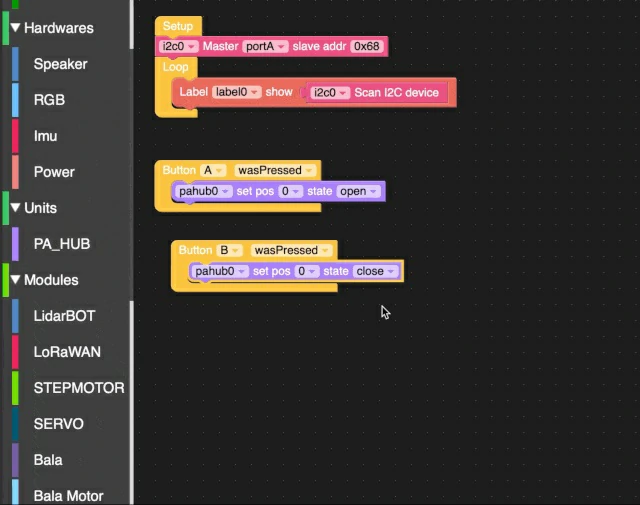 Hardwares
Speaker
RGB
Imu
Power
Units
PA_HUB
Modules
LidarBOT
LoRaWAN
STEPMOTOR
SERVO
Bala
Bala Motor
Setup
i2c0 Master portA slave addr 0x68
Loop
Label label0 show i2c0 Scan I2C device
Button A wasPressed
pahub0 set pos 0 state open
Button B wasPressed
pahub0 set pos 0 state close